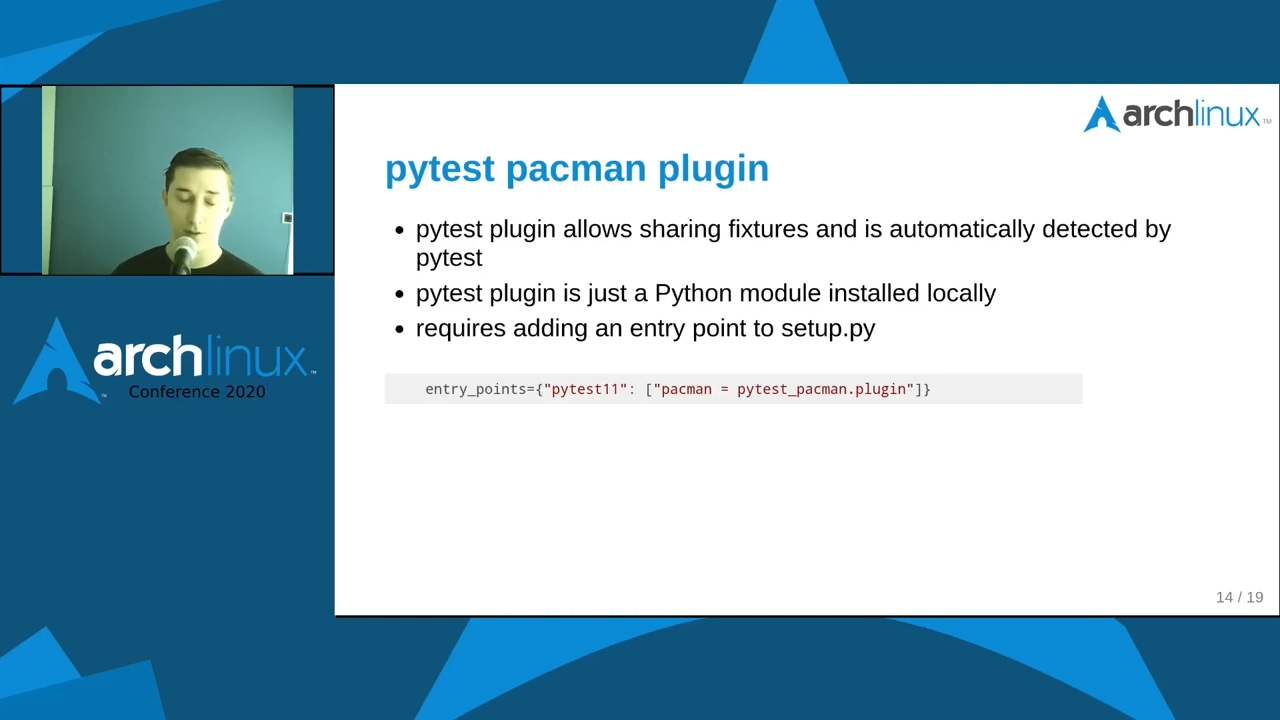 archlinux™
pytest pacman plugin
• pytest plugin allows sharing fixtures and is automatically detected by
pytest
• pytest plugin is just a Python module installed locally
• requires adding an entry point to setup.py
entry_points={"pytest11": ["pacman = pytest_pacman.plugin"]}
14 / 19
archlinux™
Conference 2020